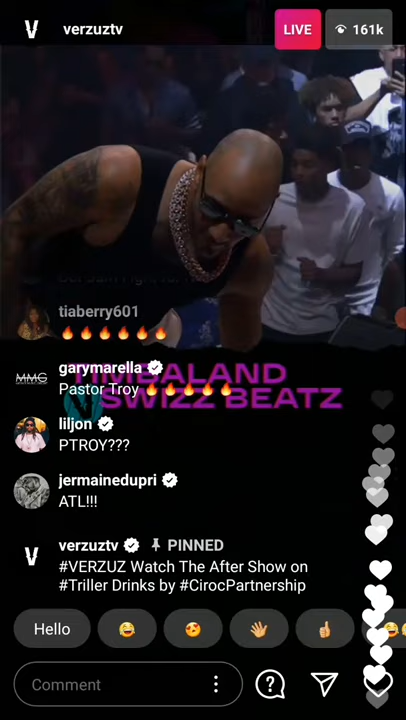 verzuztv
LIVE
161k
tiaberry601
garymarella
Pastor Troy
TIMBALAND
SWIZZ BEATZ
liljon
PTROY???
jermainedupri
ATL!!!
verzuztv PINNED
#VERZUZ Watch The After Show on
#Triller Drinks by #CirocPartnership
Hello
Comment